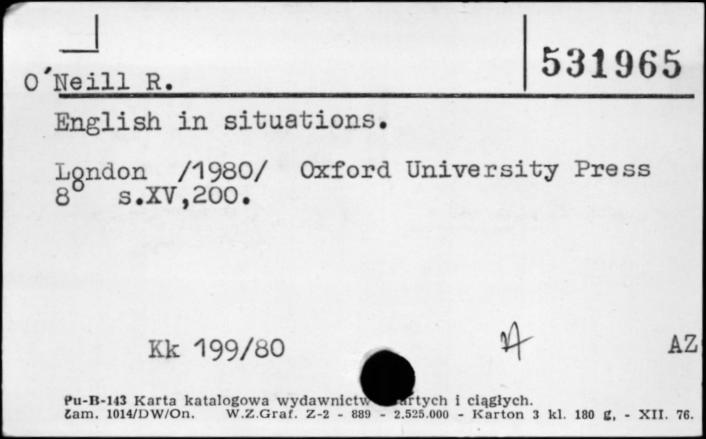 531965
O'Neill R.
English in situations.
London /1980/ Oxford University Press
8° s.XV,200.
Kk 199/80
AZ
Pu-B-143 Karta katalogowa wydawnictw i ciągłych.
Zam. 1014/DW/On. W.Z.Graf. Z-2 - 889 - 2.525.000 - Karton 3 kl. 180 g, - XII. 76.